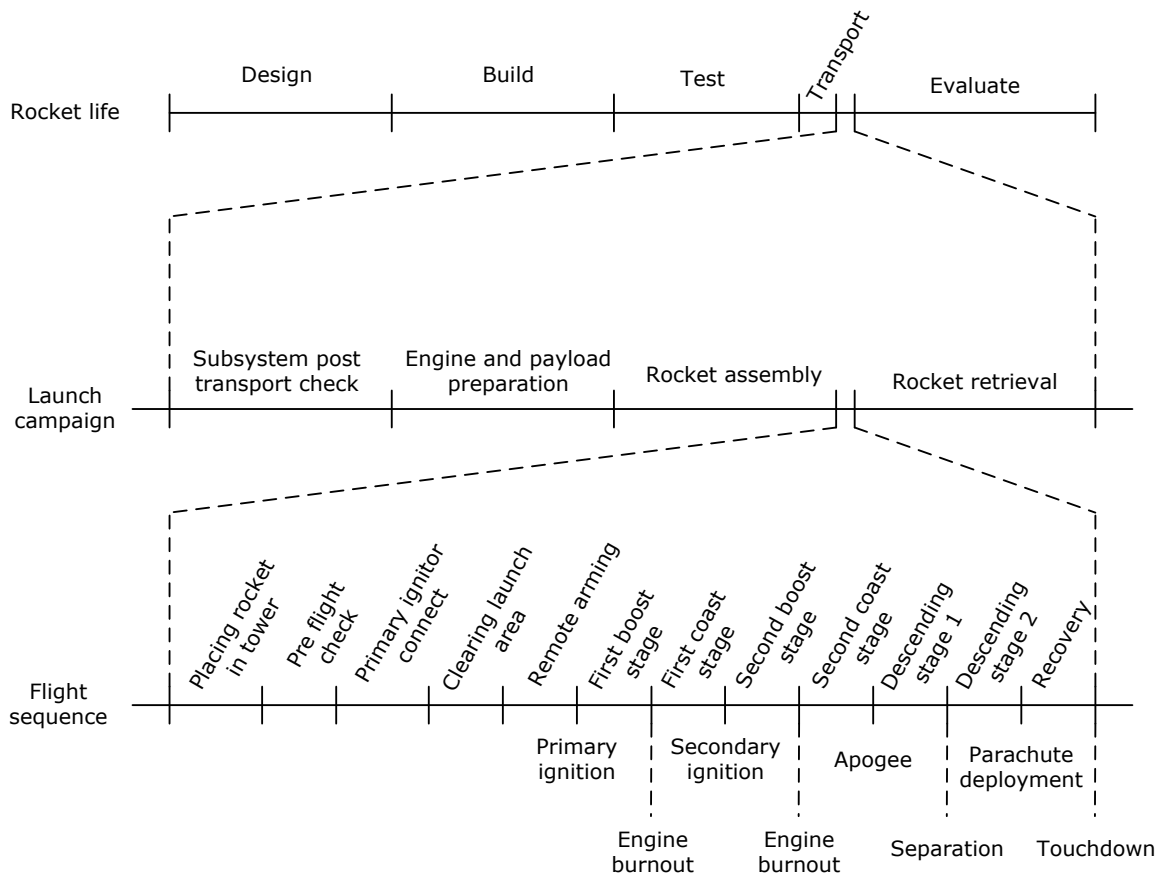 Design
Build
Test
Transport
Evaluate
Rocket life
Subsystem post
transport check
Engine and payload
preparation
Rocket assembly
Rocket retrieval
Launch
campaign
Placing rocket
in tower
Pre flight
check
Primary ignitor
connect
Clearing launch
area
Remote arming
First boost
stage
First coast
stage
Second boost
stage
Second coast
stage
Descending
stage 1
Descending
stage 2
Recovery
Flight
sequence
Primary
ignition
Secondary
ignition
Apogee
Parachute
deployment
Engine
burnout
Engine
burnout
Separation
Touchdown